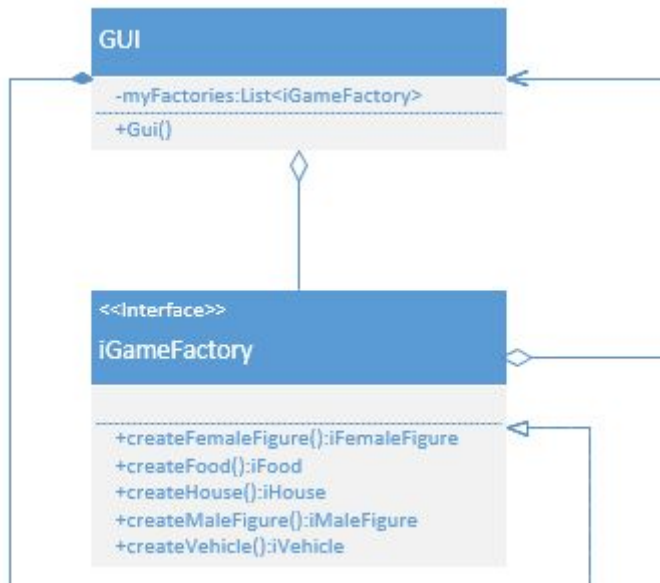 GUI
-myFactories:List<iGameFactory>
+Gui()
<<Interface>>
iGameFactory
+createFemaleFigure():iFemaleFigure
+createFood():iFood
+createHouse():iHouse
+createMaleFigure():iMaleFigure
+createVehicle():iVehicle